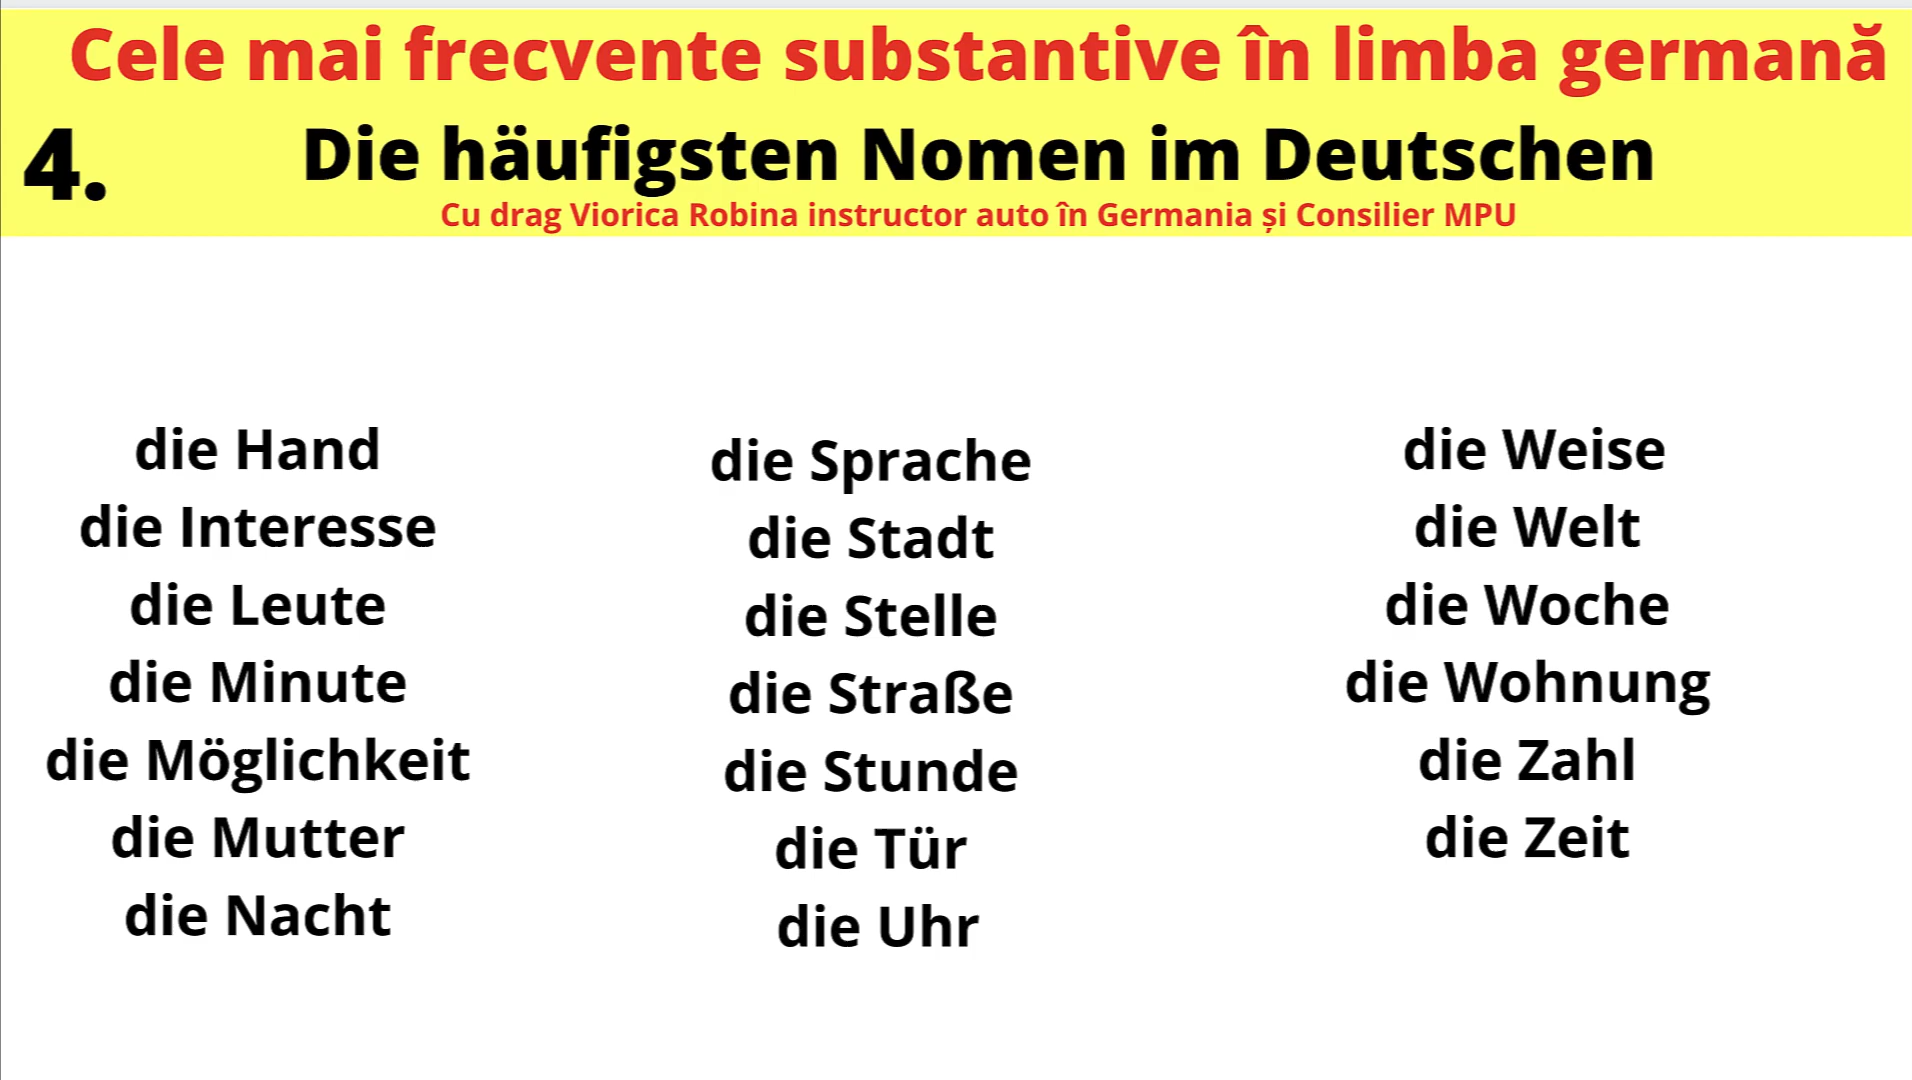 Cele mai frecvente substantive în limba germană
4. Die häufigsten Nomen im Deutschen
Cu drag Viorica Robina instructor auto în Germania și Consilier MPU
die Hand
die Interesse
die Leute
die Minute
die Möglichkeit
die Mutter
die Nacht
die Sprache
die Stadt
die Stelle
die Straße
die Stunde
die Tür
die Uhr
die Weise
die Welt
die Woche
die Wohnung
die Zahl
die Zeit